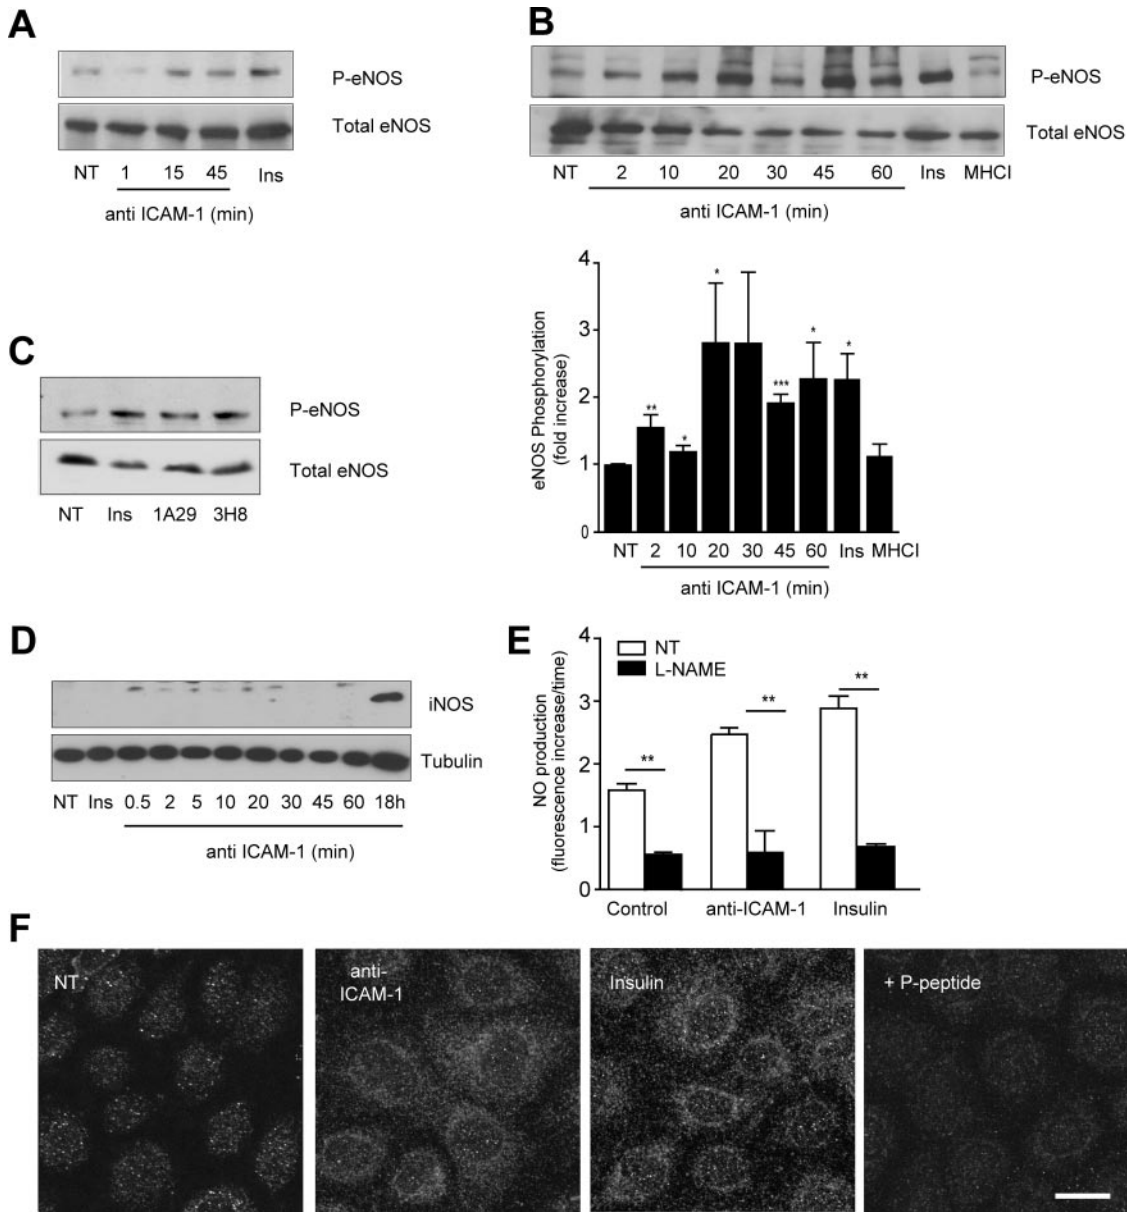 A
P-eNOS
Total eNOS
NT 1 15 45 Ins
anti ICAM-1 (min)
B
P-eNOS
Total eNOS
NT 2 10 20 30 45 60 Ins MHCI
anti ICAM-1 (min)
4
3
2
1
0
eNOS Phosphorylation
(fold increase)
** * * *** * *
NT 2 10 20 30 45 60 Ins MHCI
anti ICAM-1 (min)
C
P-eNOS
Total eNOS
NT Ins 1A29 3H8
D
iNOS
Tubulin
NT Ins 0.5 2 5 10 20 30 45 60 18h
anti ICAM-1 (min)
E
NT
L-NAME
4
3
2
1
0
NO production
(fluorescence increase/time)
** ** **
Control anti-ICAM-1 Insulin
F
NT
anti-
ICAM-1
Insulin
+ P-peptide